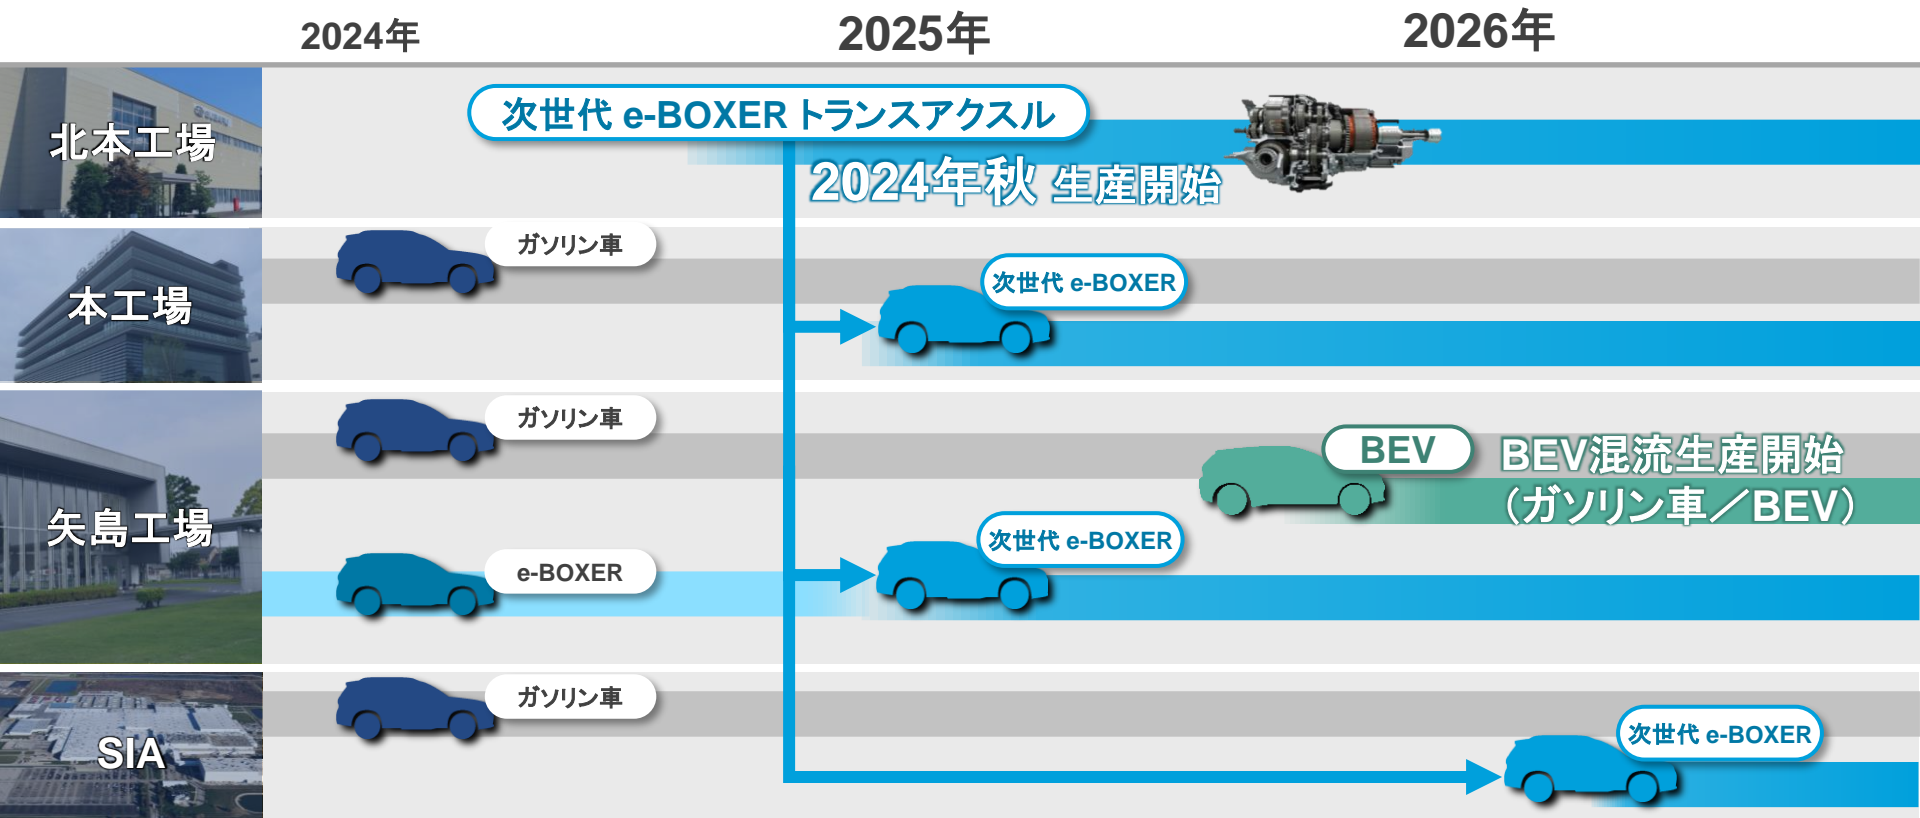 2024年
2025年
2026年
北本工場
次世代 e-BOXER トランスアクスル
2024年秋 生産開始
本工場
ガソリン車
次世代 e-BOXER
矢島工場
ガソリン車
BEV
BEV混流生産開始
（ガソリン車／BEV）
e-BOXER
次世代 e-BOXER
SIA
ガソリン車
次世代 e-BOXER